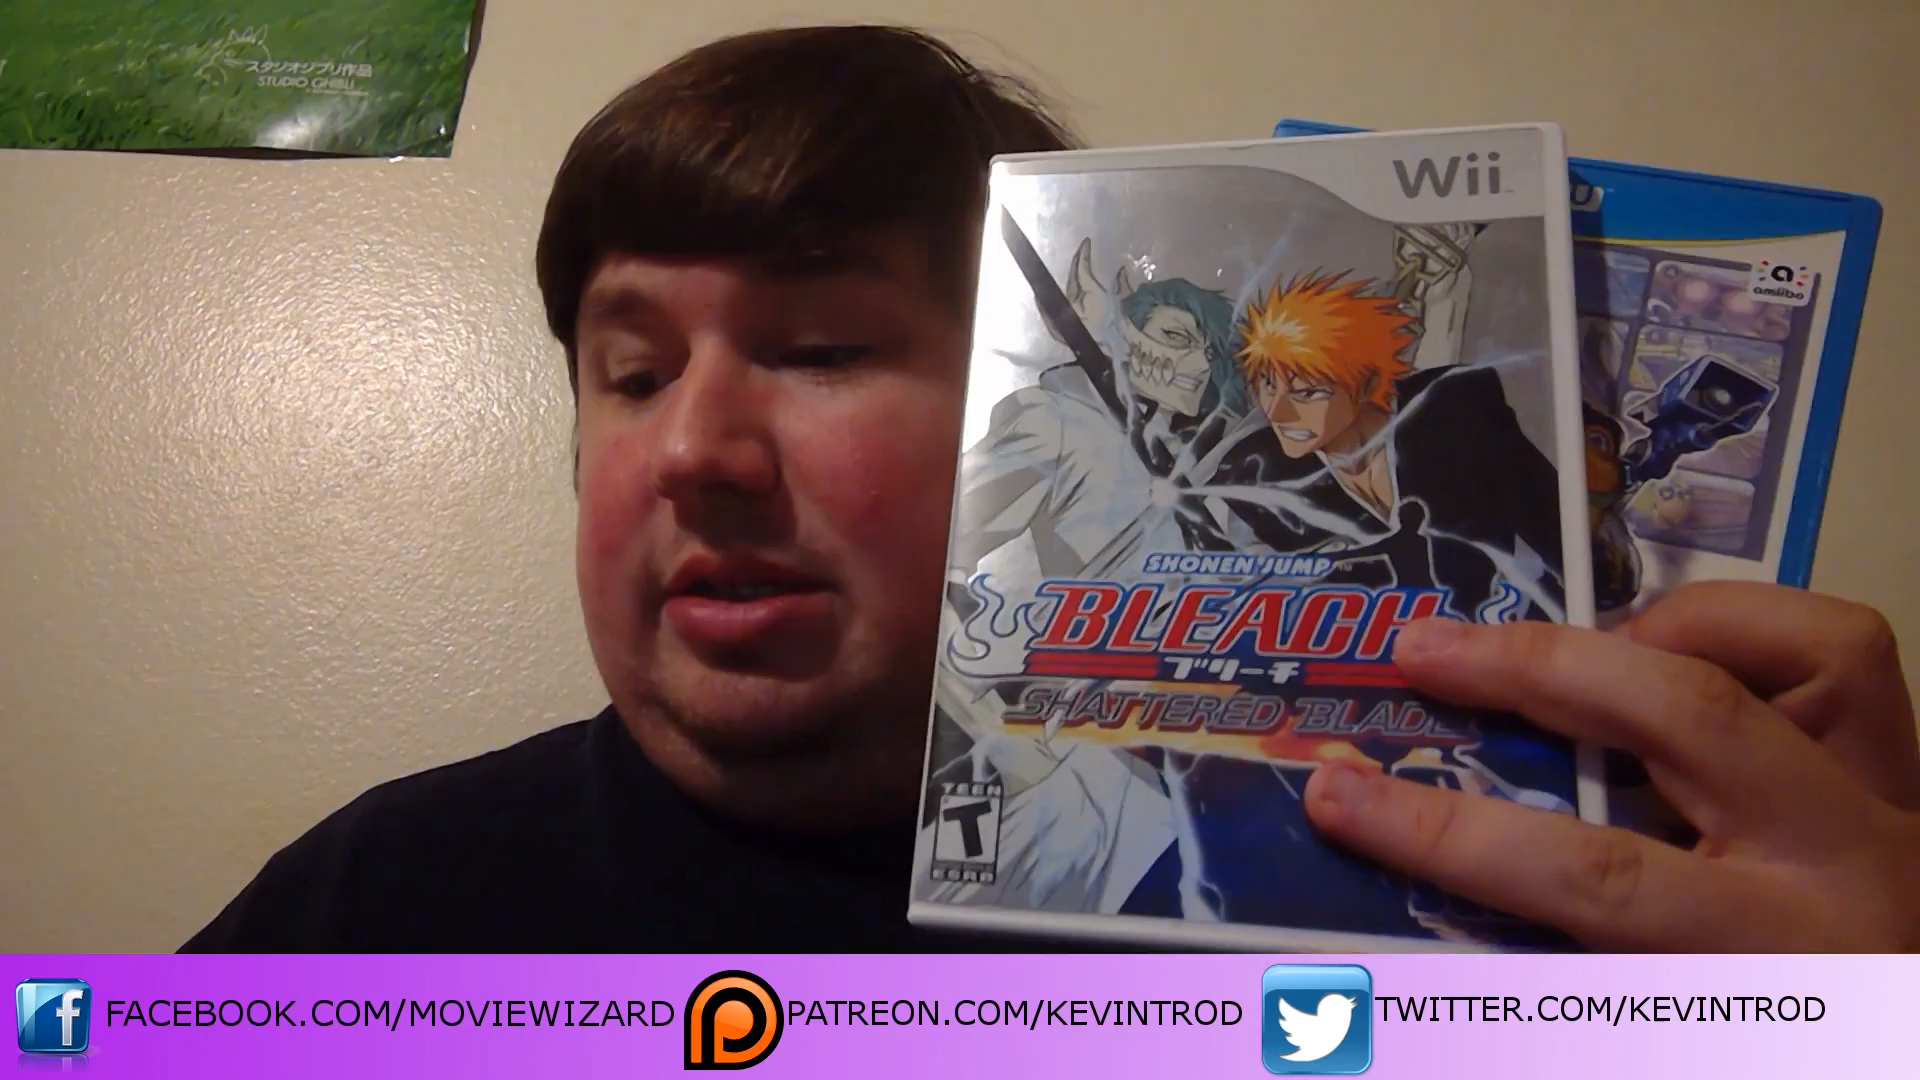 スタジオジブリ作品
STUDIO GHIBLI
Wii
U
amiibo
SHONEN JUMP
BLEACH
ブリーチ
SHATTERED BLADE
TEEN
T
ESRB
FACEBOOK.COM/MOVIEWIZARD
PATREON.COM/KEVINTROD
TWITTER.COM/KEVINTROD